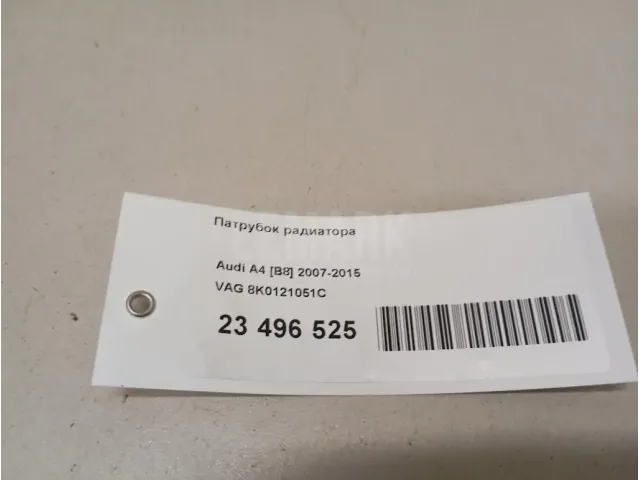 Патрубок радиатора
Audi A4 [B8] 2007-2015
VAG 8K0121051C
23 496 525